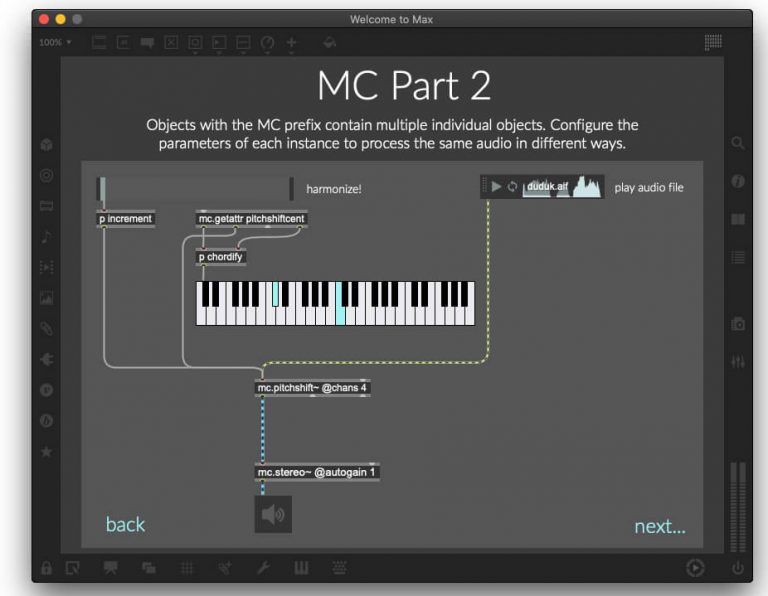 Welcome to Max
100%
MC Part 2
Objects with the MC prefix contain multiple individual objects. Configure the
parameters of each instance to process the same audio in different ways.
harmonize!
duduk.aif
play audio file
p increment
mc.getattr pitchshiftcent
p chordify
mc.pitchshift~ @chans 4
mc.stereo~ @autogain 1
back
next...